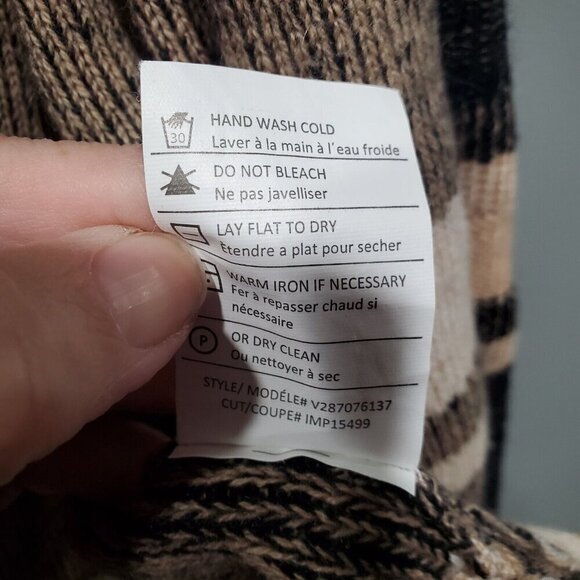 30
HAND WASH COLD
Laver à la main à l'eau froide
DO NOT BLEACH
Ne pas javelliser
LAY FLAT TO DRY
Étendre a plat pour secher
WARM IRON IF NECESSARY
Fer à repasser chaud si
nécessaire
P
OR DRY CLEAN
Ou nettoyer à sec
STYLE/ MODÉLE# V287076137
CUT/COUPE# IMP15499